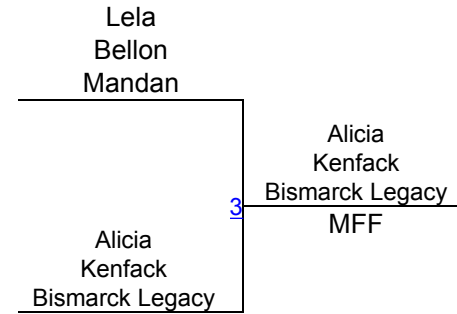 Lela
Bellon
Mandan
Alicia
Kenfack
Bismarck Legacy
3
MFF
Alicia
Kenfack
Bismarck Legacy